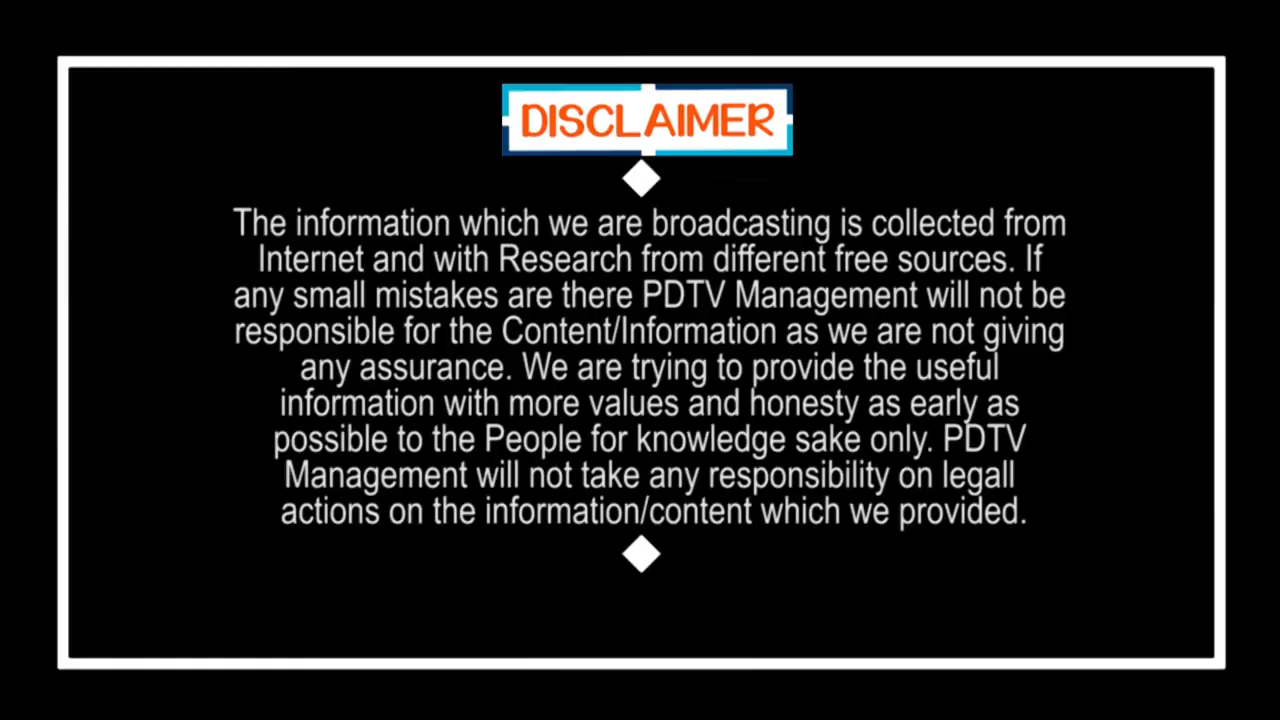 DISCLAIMER
The information which we are broadcasting is collected from
Internet and with Research from different free sources. If
any small mistakes are there PDTV Management will not be
responsible for the Content/Information as we are not giving
any assurance. We are trying to provide the useful
information with more values and honesty as early as
possible to the People for knowledge sake only. PDTV
Management will not take any responsibility on legall
actions on the information/content which we provided.